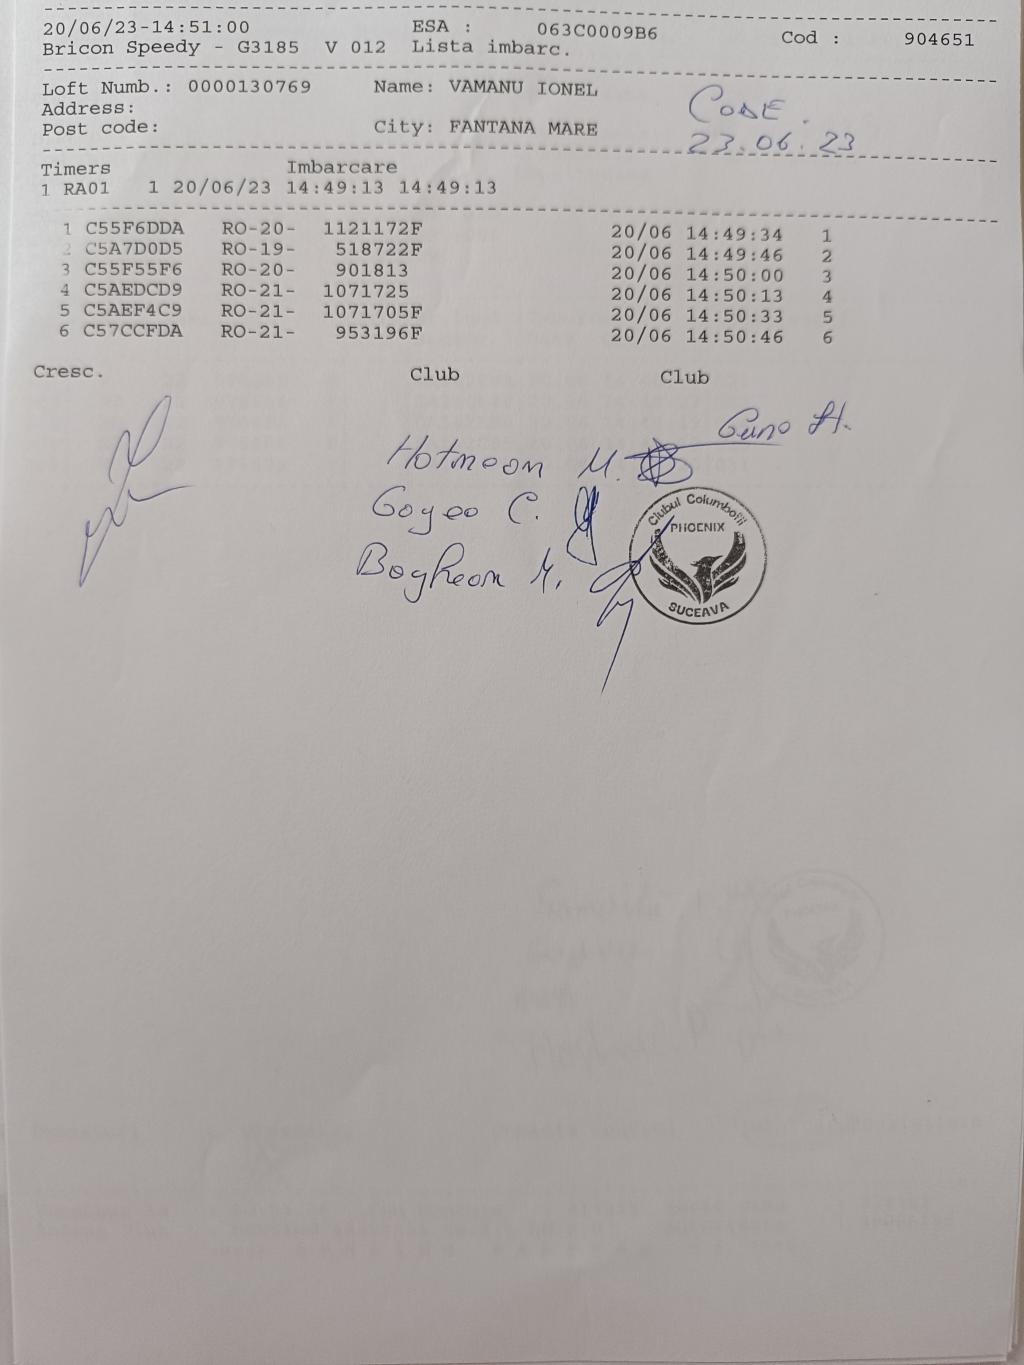 20/06/23-14:51:00 ESA : 063C0009B6 Cod : 904651
Bricon Speedy - G3185 V 012 Lista imbarc.
Loft Numb.: 0000130769 Name: VAMANU IONEL
Address:
Post code: City: FANTANA MARE
CODE.
23.06.23
Timers Imbarcare
1 RA01 1 20/06/23 14:49:13 14:49:13
1 C55F6DDA RO-20- 1121172F 20/06 14:49:34 1
2 C5A7D0D5 RO-19- 518722F 20/06 14:49:46 2
3 C55F55F6 RO-20- 901813 20/06 14:50:00 3
4 C5AEDCD9 RO-21- 1071725 20/06 14:50:13 4
5 C5AEF4C9 RO-21- 1071705F 20/06 14:50:33 5
6 C57CCFDA RO-21- 953196F 20/06 14:50:46 6
Cresc. Club Club
M.
C.
Clubul Columbofil
PHOENIX
SUCEAVA